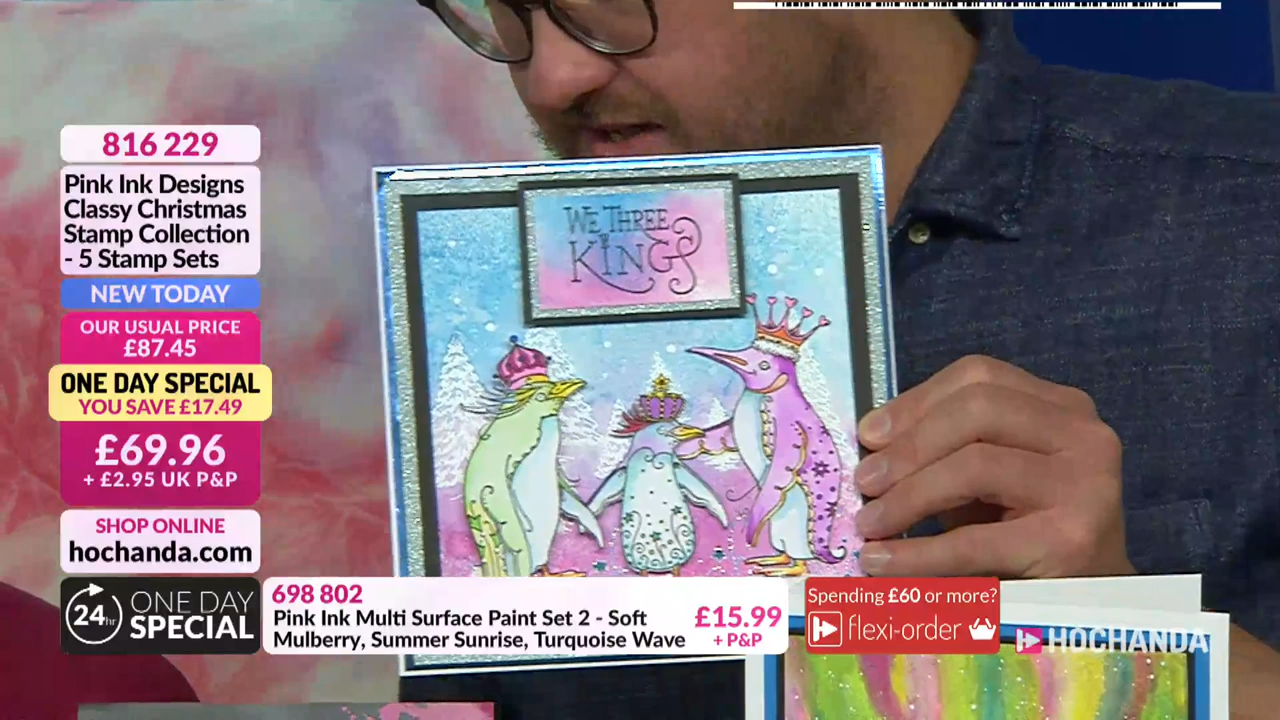 816 229
Pink Ink Designs
Classy Christmas
Stamp Collection
- 5 Stamp Sets
NEW TODAY
OUR USUAL PRICE
£87.45
ONE DAY SPECIAL
YOU SAVE £17.49
£69.96
+ £2.95 UK P&P
SHOP ONLINE
hochanda.com
WE THREE
KINGS
24hr
ONE DAY
SPECIAL
698 802
Pink Ink Multi Surface Paint Set 2 - Soft
Mulberry, Summer Sunrise, Turquoise Wave
£15.99
+ P&P
Spending £60 or more?
flexi-order
HOCHANDA